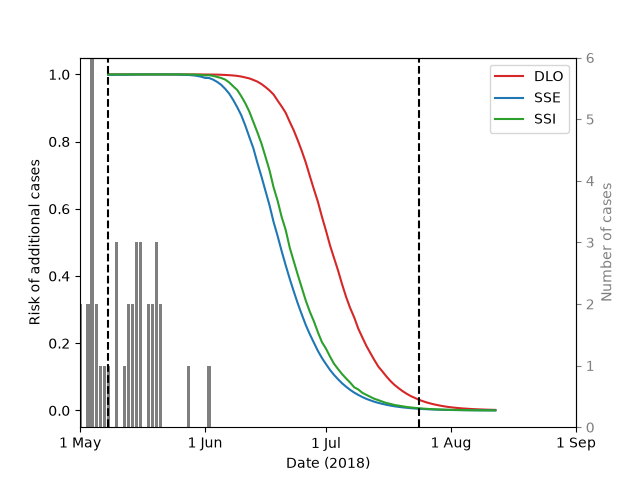 DLO
SSE
SSI
Risk of additional cases
1.0
0.8
0.6
0.4
0.2
0.0
6
5
4
3
2
1
0
Number of cases
1 May
1 Jun
1 Jul
1 Aug
1 Sep
Date (2018)